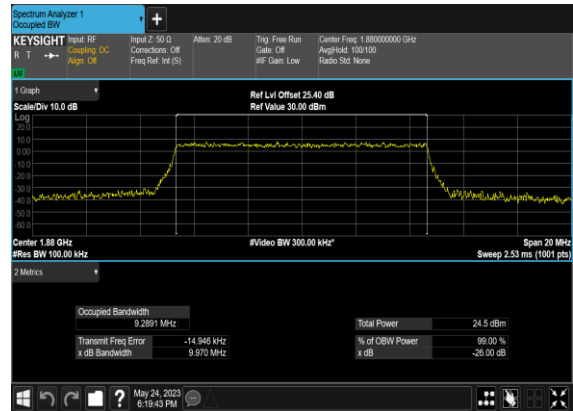 Spectrum Analyzer 1
Occupied BW
+
KEYSIGHT Input: RF Input Z: 50 Ω Atten: 20 dB Trig: Free Run Center Freq: 1.880000000 GHz
R T Coupling: DC Corrections: Off Gate: Off Avg|Hold: 100/100
Align: Off Freq Ref: Int (S) #IF Gain: Low Radio Std: None
LW
1 Graph
Ref Lvl Offset 25.40 dB
Scale/Div 10.0 dB Ref Value 30.00 dBm
Log
20.0
10.0
0.00
-10.0
-20.0
-30.0
-40.0
-50.0
-60.0
Center 1.88 GHz #Video BW 300.00 kHz* Span 20 MHz
#Res BW 100.00 kHz Sweep 2.53 ms (1001 pts)
2 Metrics
Occupied Bandwidth
9.2891 MHz Total Power 24.5 dBm
Transmit Freq Error -14.946 kHz % of OBW Power 99.00 %
x dB Bandwidth 9.970 MHz x dB -26.00 dB
? May 24, 2023
6:19:43 PM